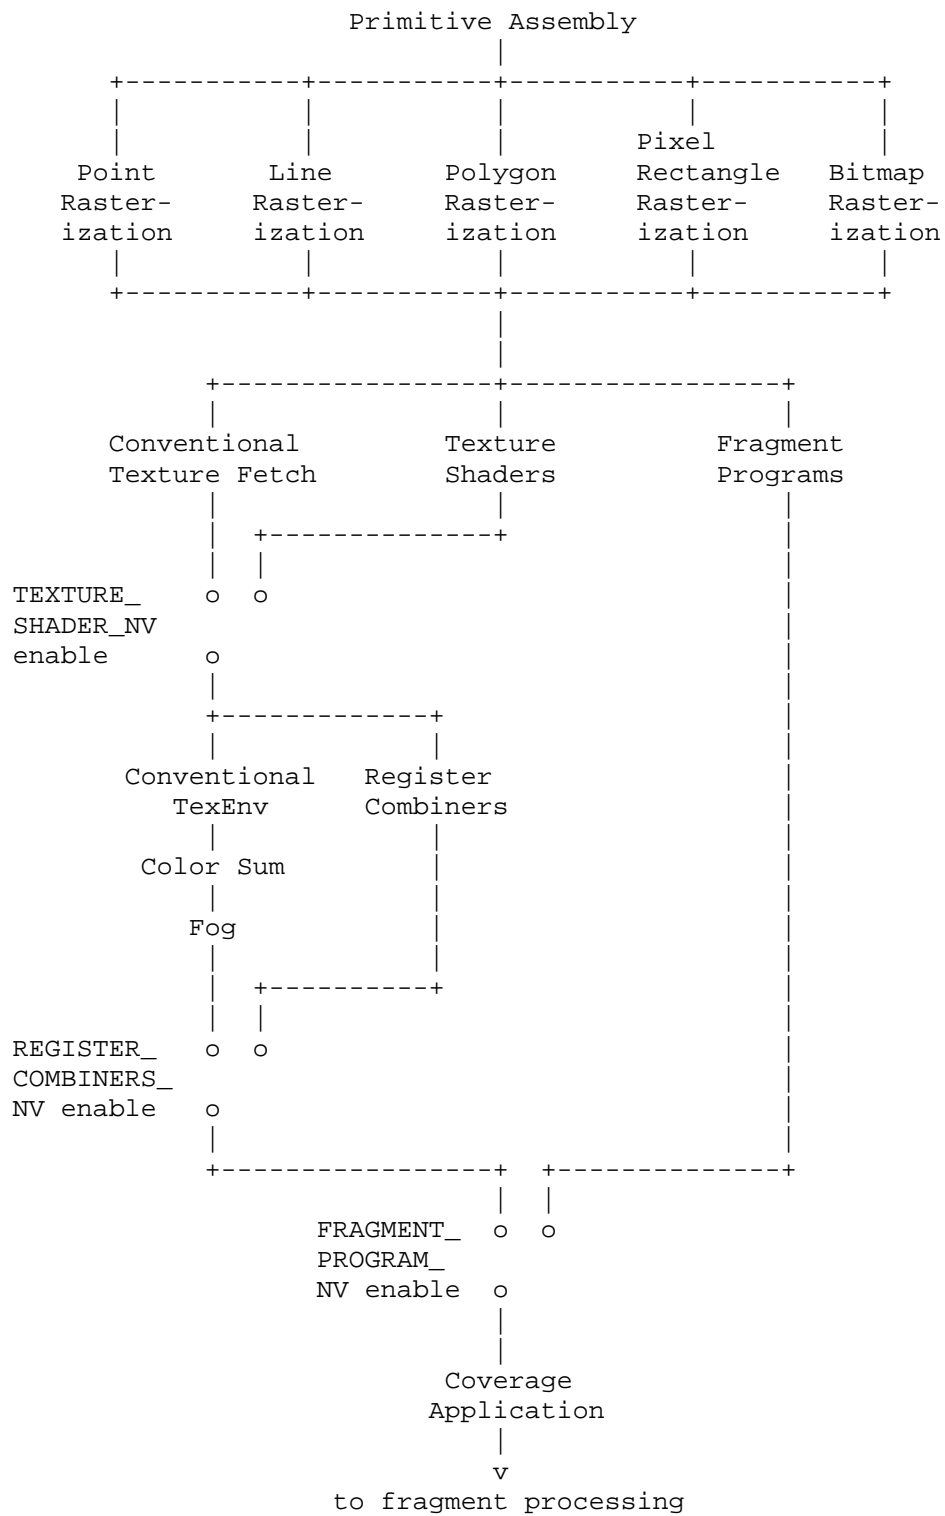 Primitive Assembly
Pixel
Point Line Polygon Rectangle Bitmap
Raster- Raster- Raster- Raster- Raster-
ization ization ization ization ization
Conventional Texture Fragment
Texture Fetch Shaders Programs
TEXTURE_ o o
SHADER_NV
enable o
Conventional Register
TexEnv Combiners
Color Sum
Fog
REGISTER_ o o
COMBINERS_
NV enable o
FRAGMENT_ o o
PROGRAM_
NV enable o
Coverage
Application
v
to fragment processing